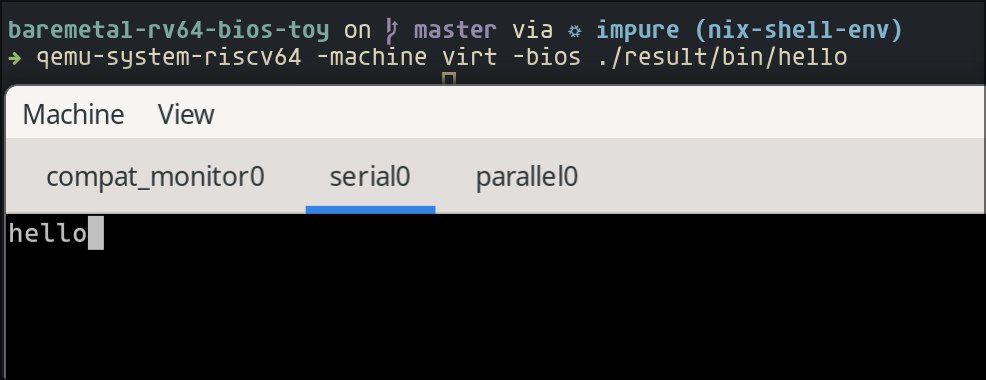 baremetal-rv64-bios-toy on master via impure (nix-shell-env)
→ qemu-system-riscv64 -machine virt -bios ./result/bin/hello
Machine View
compat_monitor0 serial0 parallel0
hello